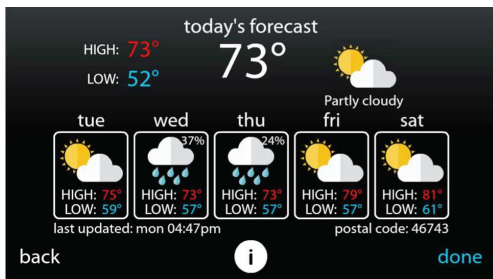 today's forecast
HIGH: 73°
73°
LOW: 52°
Partly cloudy
tue wed thu fri sat
37% 24%
HIGH: 75° HIGH: 73° HIGH: 73° HIGH: 79° HIGH: 81°
LOW: 59° LOW: 57° LOW: 57° LOW: 57° LOW: 61°
last updated: mon 04:47pm postal code: 46743
back i done